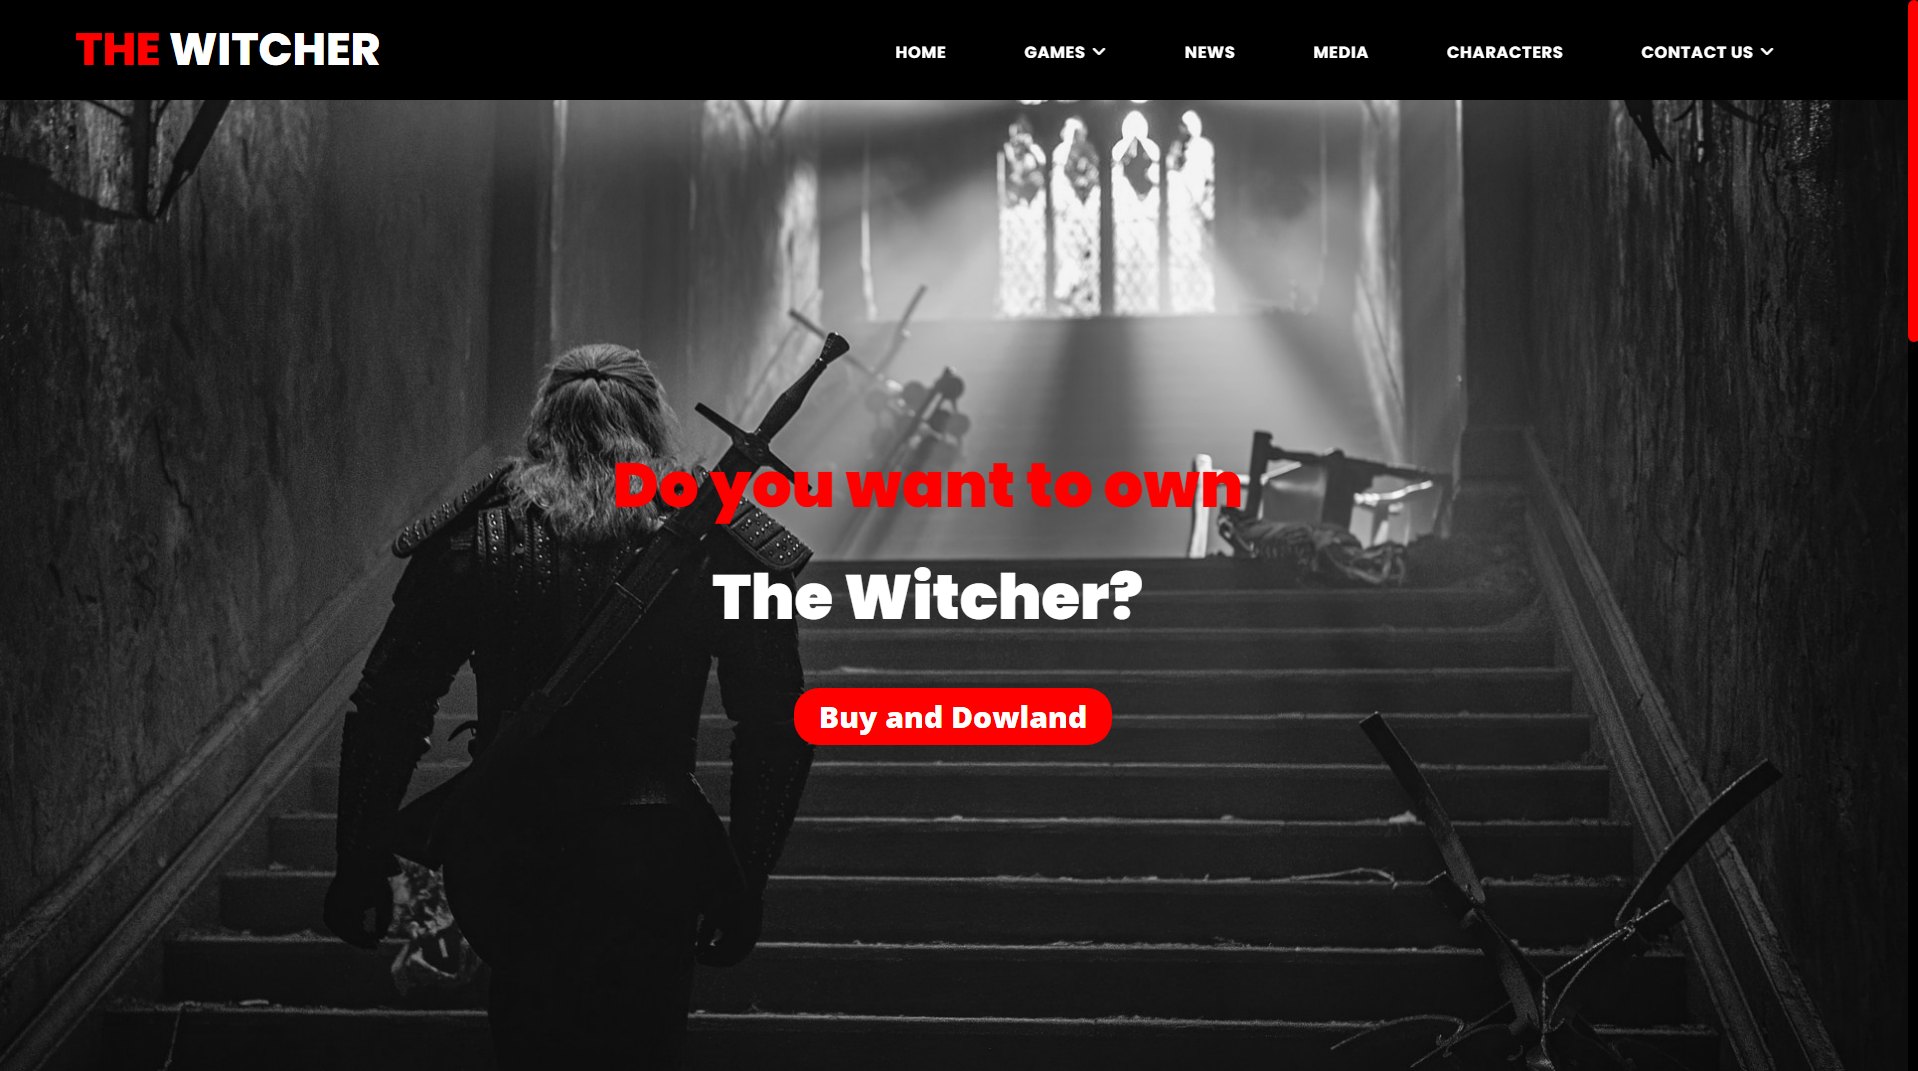 THE WITCHER
HOME GAMES NEWS MEDIA CHARACTERS CONTACT US
Do you want to own
The Witcher?
Buy and Dowland